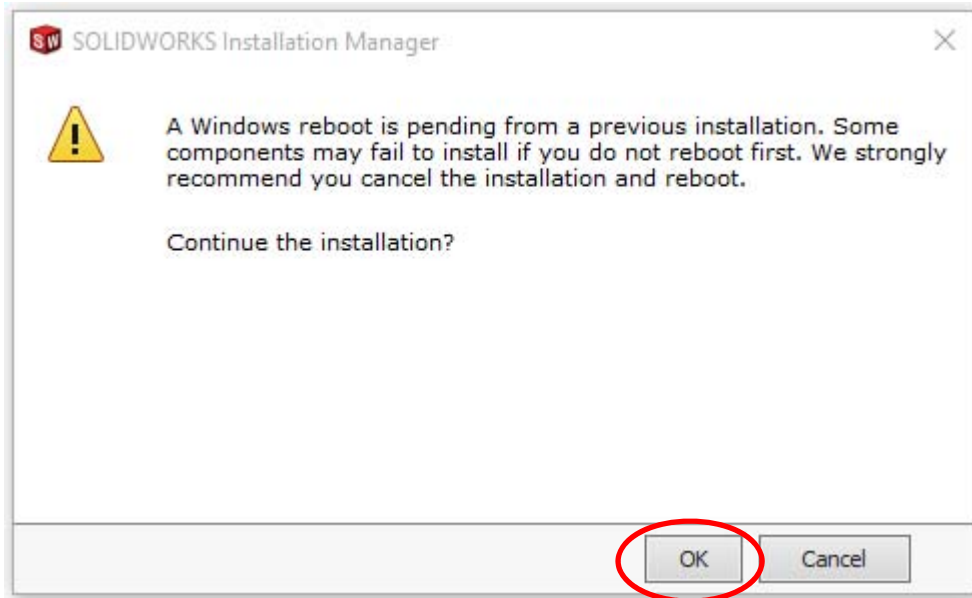 SW SOLIDWORKS Installation Manager
A Windows reboot is pending from a previous installation. Some
components may fail to install if you do not reboot first. We strongly
recommend you cancel the installation and reboot.
Continue the installation?
OK Cancel